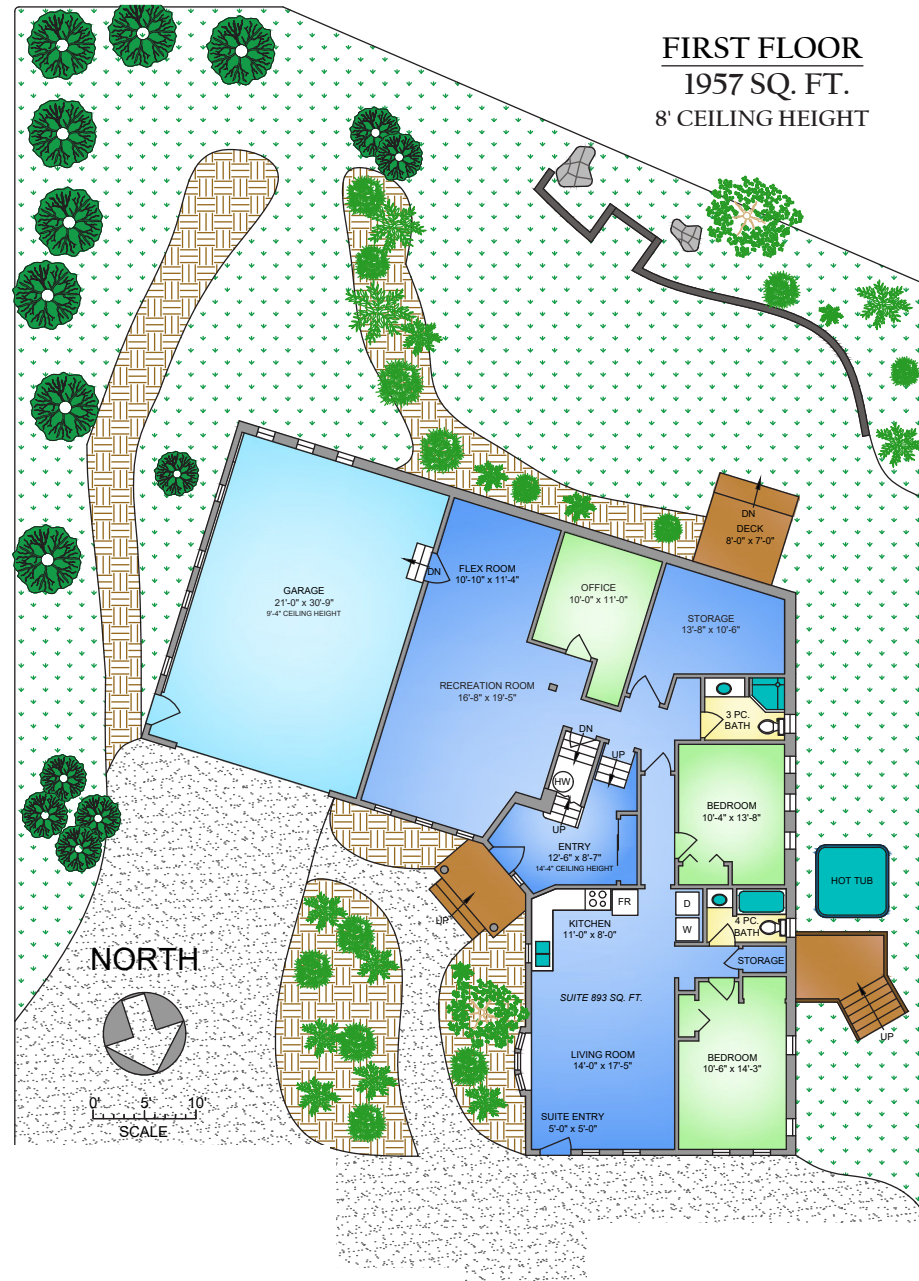 FIRST FLOOR
1957 SQ. FT.
8' CEILING HEIGHT
DN
DECK
8'-0" x 7'-0"
GARAGE
21'-0" x 30'-9"
9'-4" CEILING HEIGHT
DN
FLEX ROOM
10'-10" x 11'-4"
OFFICE
10'-0" x 11'-0"
STORAGE
13'-8" x 10'-6"
RECREATION ROOM
16'-8" x 19'-5"
3 PC.
BATH
DN
UP
HW
UP
BEDROOM
10'-4" x 13'-8"
ENTRY
12'-6" x 8'-7"
14'-4" CEILING HEIGHT
HOT TUB
UP
FR
D
W
KITCHEN
11'-0" x 8'-0"
4 PC.
BATH
STORAGE
NORTH
SUITE 893 SQ. FT.
UP
LIVING ROOM
14'-0" x 17'-5"
BEDROOM
10'-6" x 14'-3"
SUITE ENTRY
5'-0" x 5'-0"
0' 5' 10'
SCALE